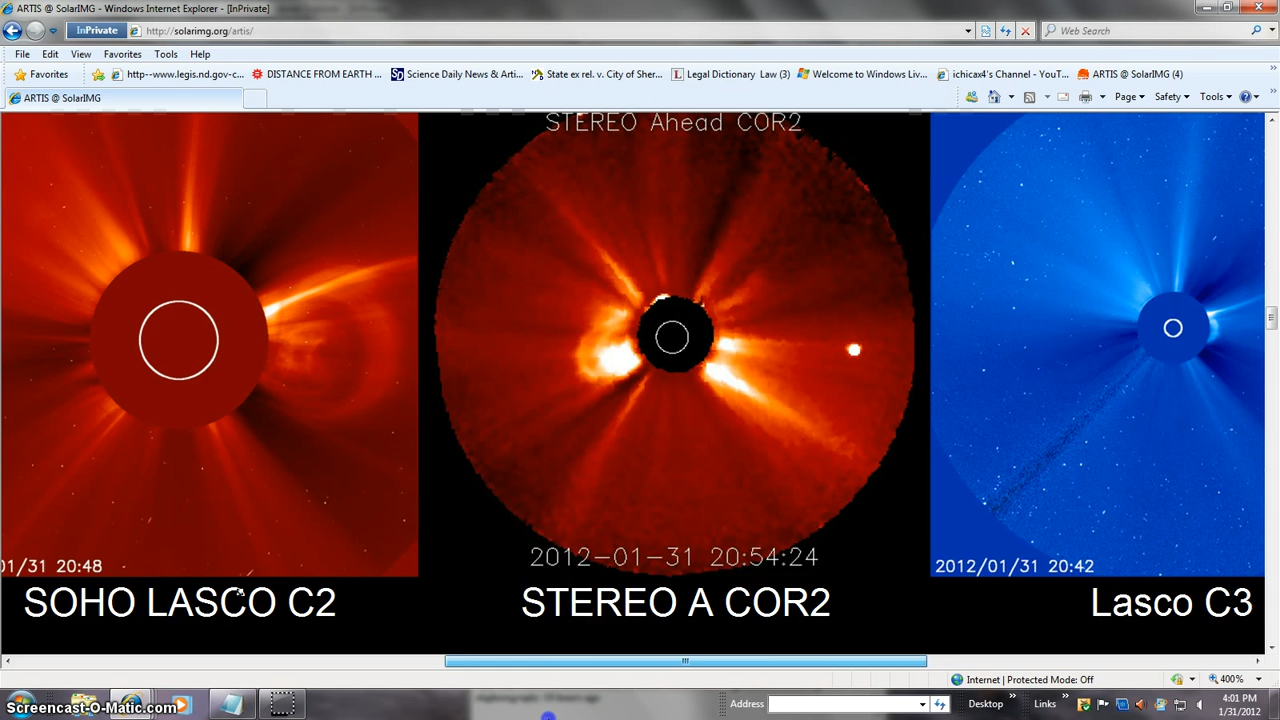 ARTIS @ SolarIMG - Windows Internet Explorer - [InPrivate]
InPrivate http://solarimg.org/artis/ Web Search
File Edit View Favorites Tools Help
Favorites http--www.legis.nd.gov-c... DISTANCE FROM EARTH ... Science Daily News & Arti... State ex rel. v. City of Sher... Legal Dictionary Law (3) Welcome to Windows Liv... ichicax4's Channel - YouT... ARTIS @ SolarIMG (4)
ARTIS @ SolarIMG Page Safety Tools
STEREO Ahead COR2
01/31 20:48
2012-01-31 20:54:24
2012/01/31 20:42
SOHO LASCO C2
STEREO A COR2
Lasco C3
Internet | Protected Mode: Off 400%
Screencast-O-Matic.com Address Desktop Links 4:01 PM
1/31/2012